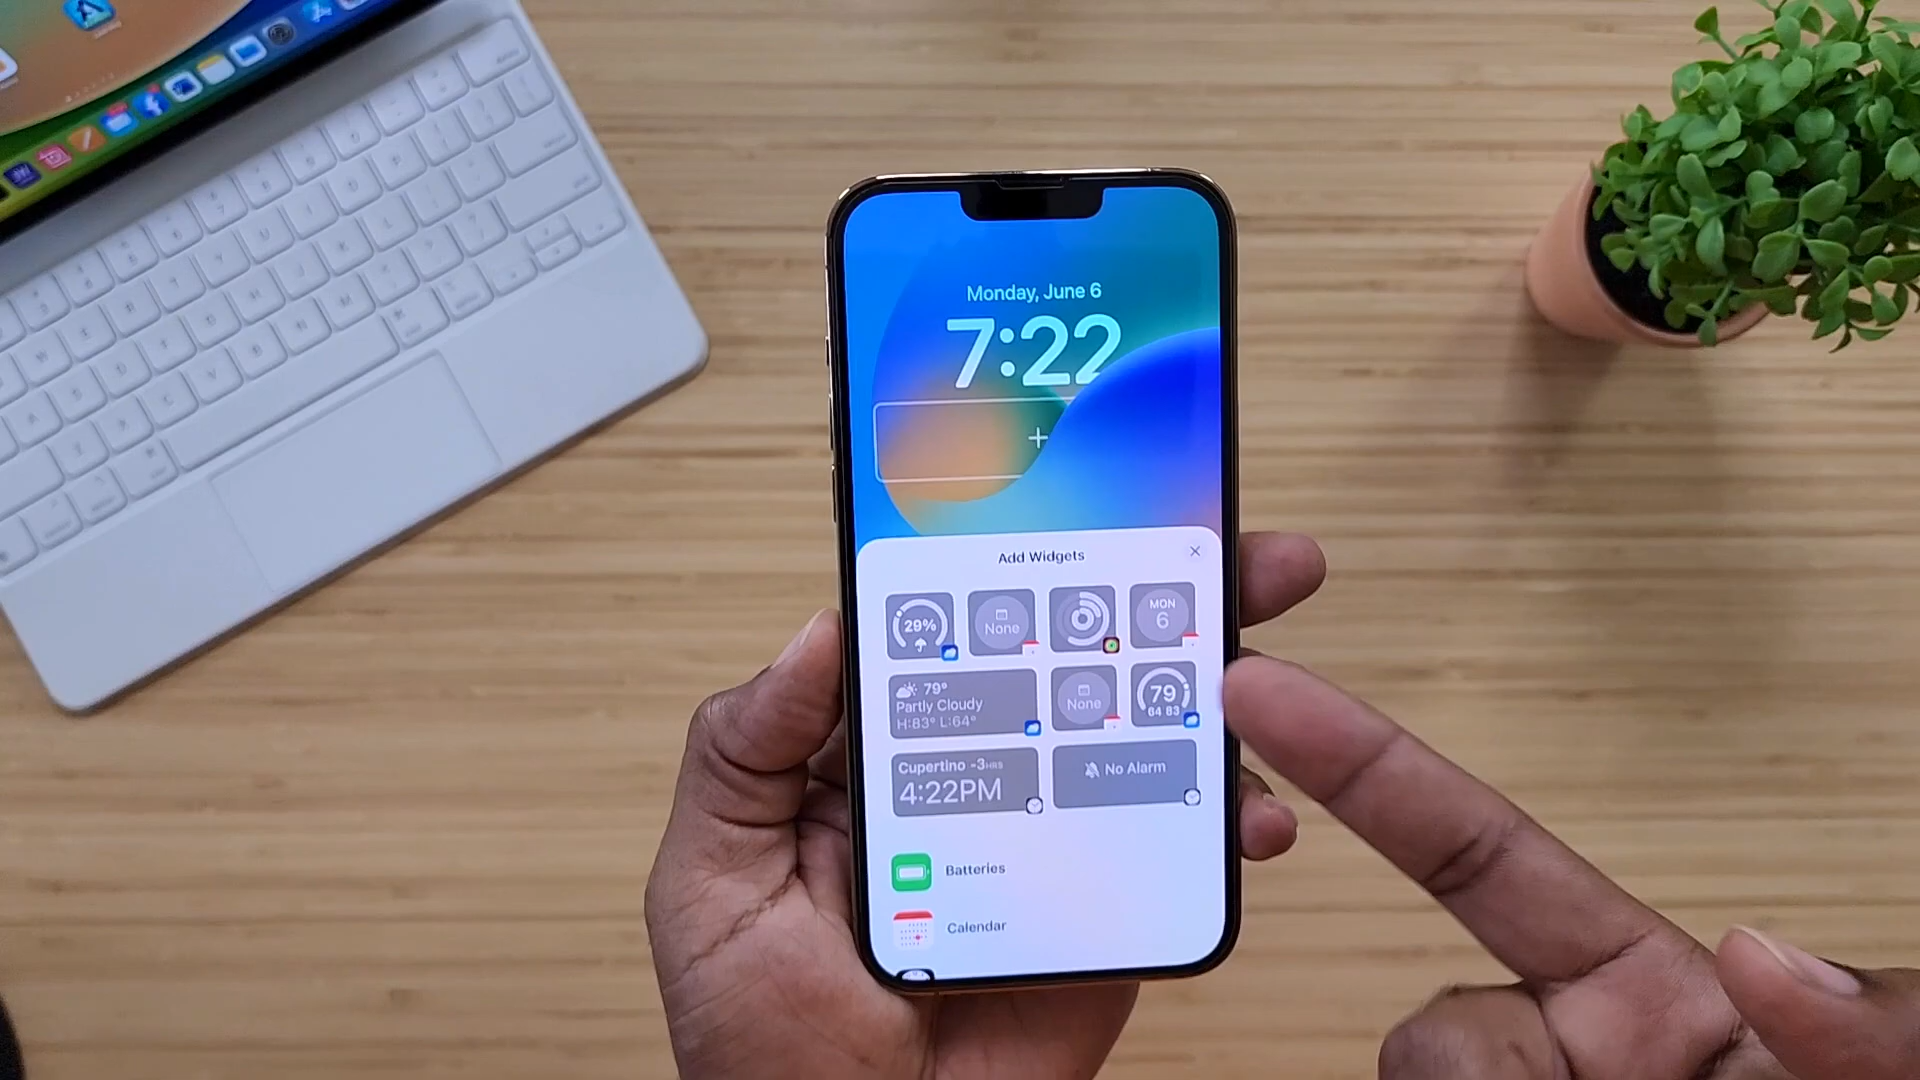 Monday, June 6
7:22
+
Add Widgets
29%
None
MON
6
79°
Partly Cloudy
H:83° L:64°
None
79
64 83
Cupertino -3HRS
4:22PM
No Alarm
Batteries
Calendar